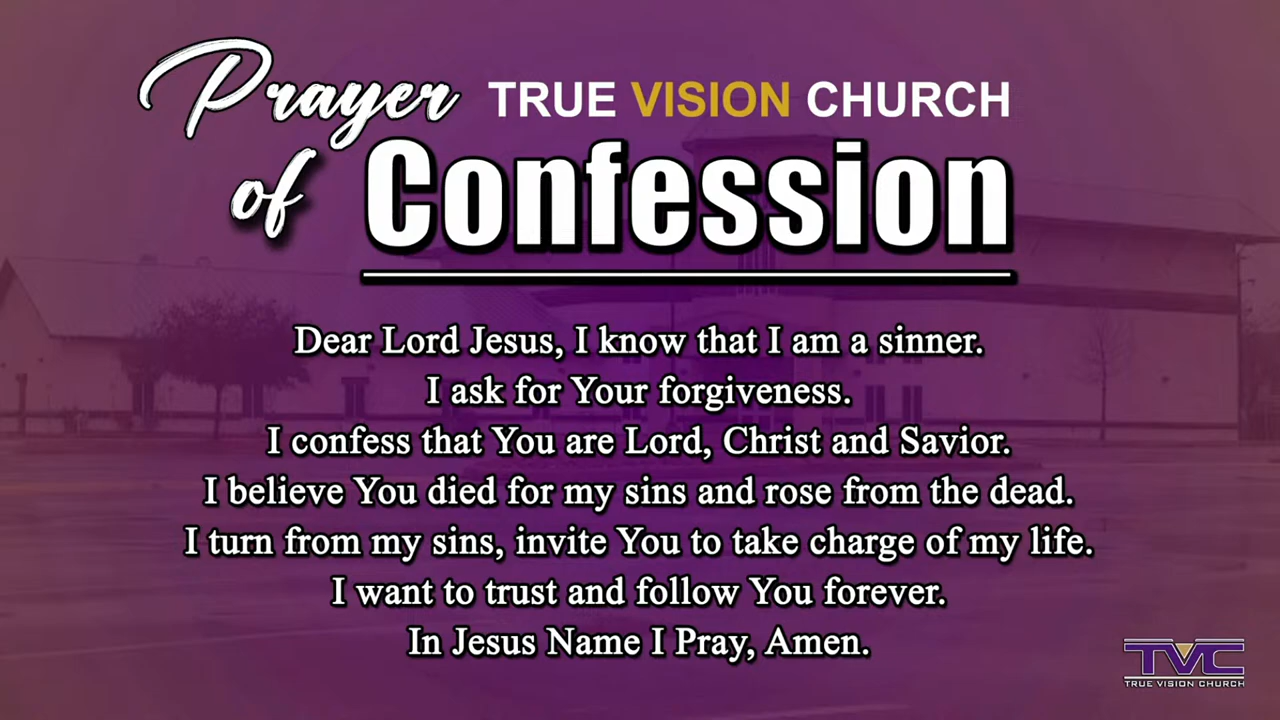 Prayer TRUE VISION CHURCH
of Confession
Dear Lord Jesus, I know that I am a sinner.
I ask for Your forgiveness.
I confess that You are Lord, Christ and Savior.
I believe You died for my sins and rose from the dead.
I turn from my sins, invite You to take charge of my life.
I want to trust and follow You forever.
In Jesus Name I Pray, Amen.
TVC
TRUE VISION CHURCH